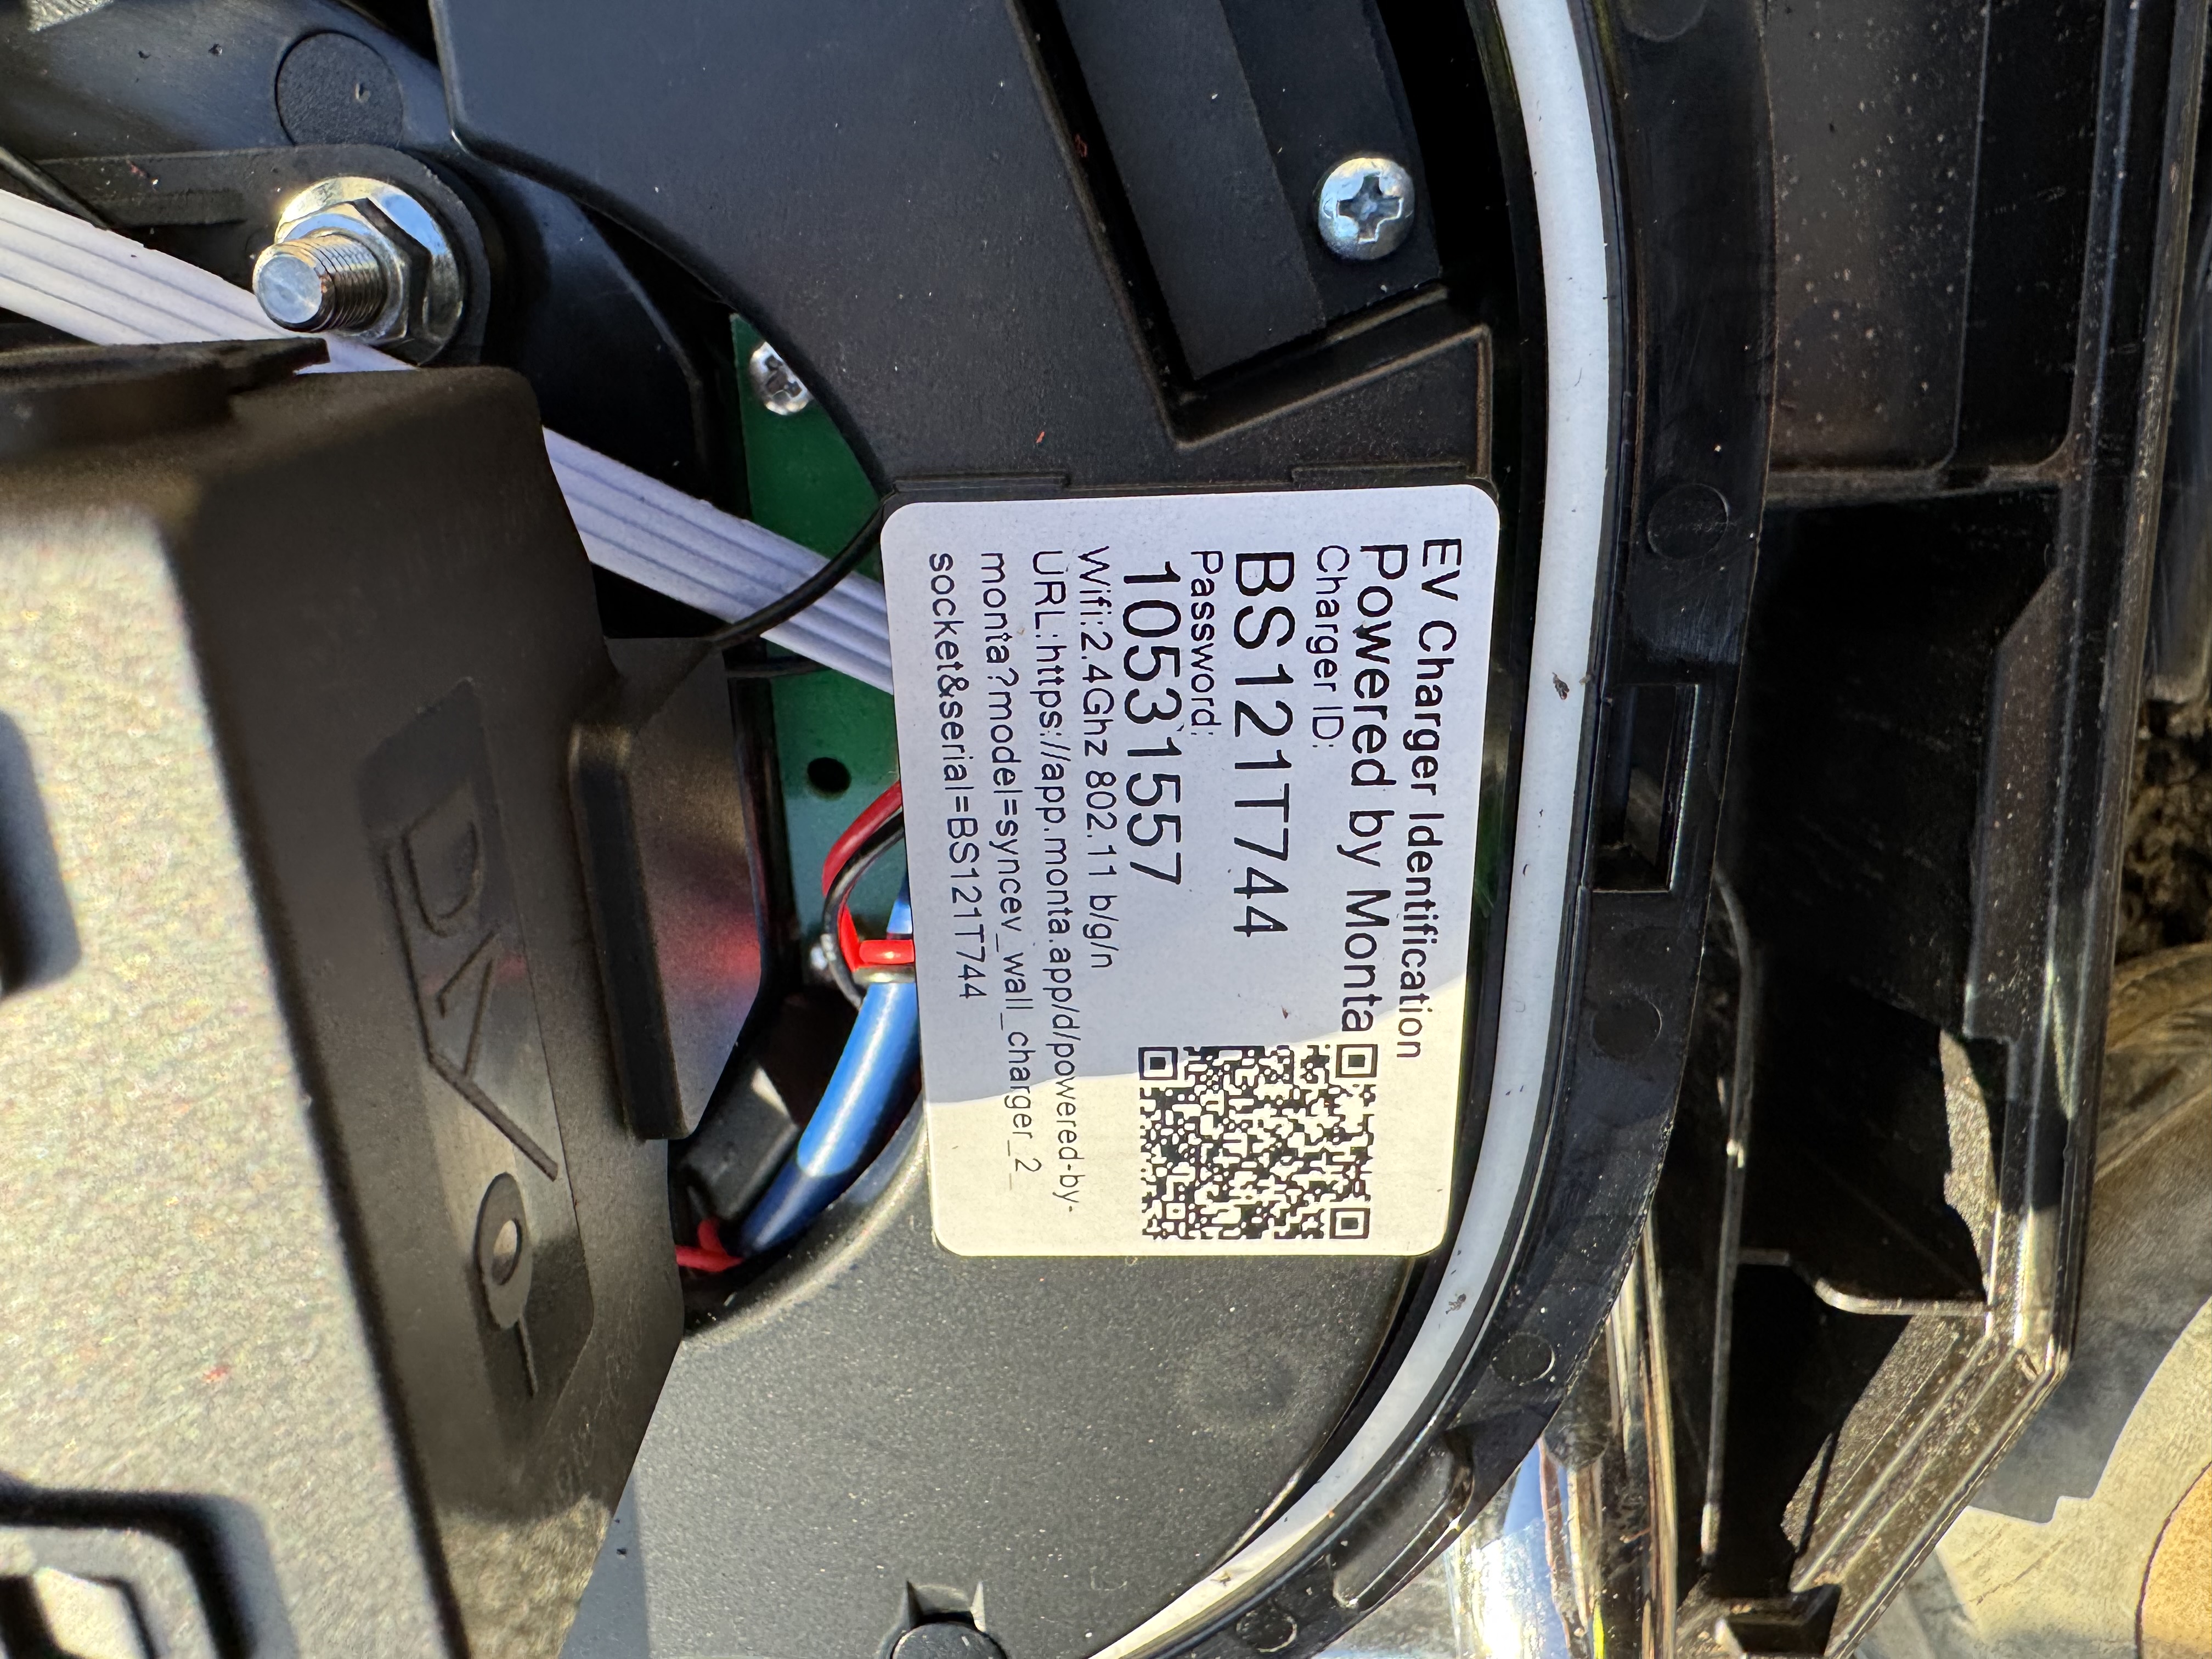 EV Charger Identification
Powered by Monta
Charger ID:
BS121T744
Password:
10531557
Wifi:2.4Ghz 802.11 b/g/n
URL:https://app.monta.app/d/powered-by-
monta?model=syncev_wall_charger_2_
socket&serial=BS121T744